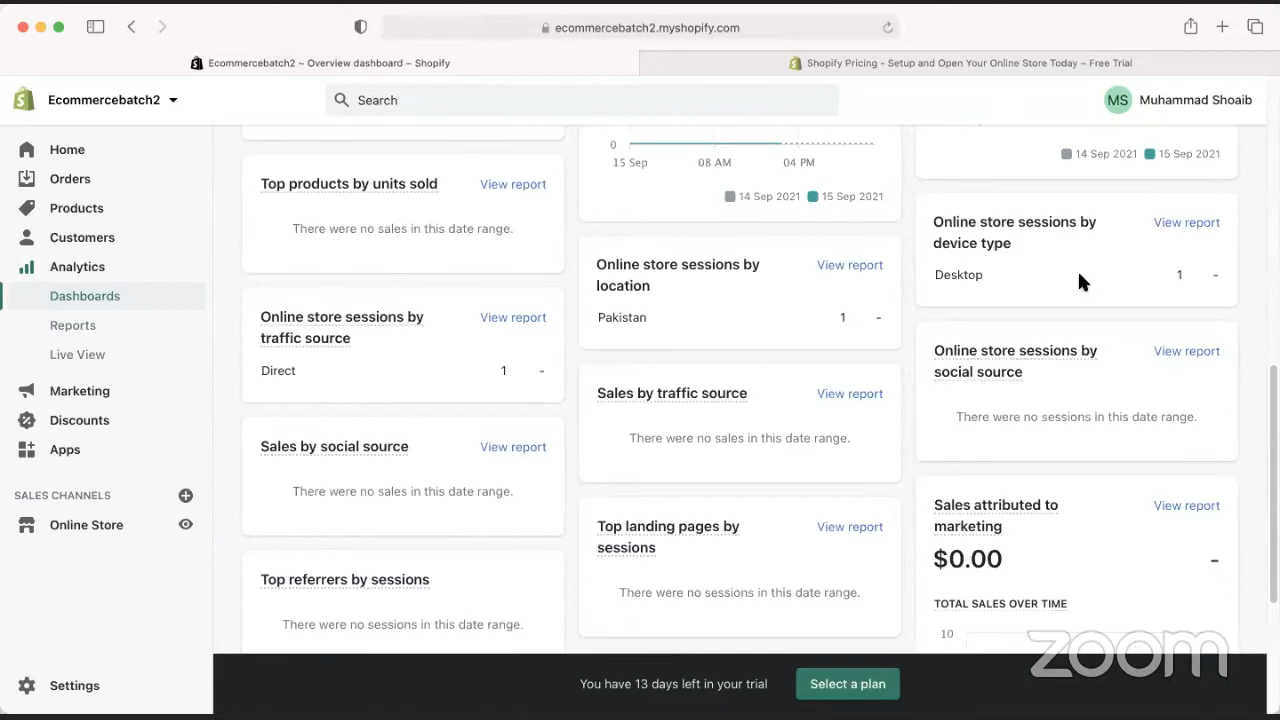 ecommercebatch2.myshopify.com
Ecommercebatch2 ~ Overview dashboard ~ Shopify
Shopify Pricing - Setup and Open Your Online Store Today – Free Trial
Ecommercebatch2
Search
MS
Muhammad Shoaib
Home
Orders
Products
Customers
Analytics
Dashboards
Reports
Live View
Marketing
Discounts
Apps
SALES CHANNELS
Online Store
Settings
Top products by units sold
View report
There were no sales in this date range.
Online store sessions by
traffic source
View report
Direct 1 -
Sales by social source
View report
There were no sales in this date range.
Top referrers by sessions
There were no sessions in this date range.
0
15 Sep 08 AM 04 PM
14 Sep 2021 15 Sep 2021
Online store sessions by
location
View report
Pakistan 1 -
Sales by traffic source
View report
There were no sales in this date range.
Top landing pages by
sessions
View report
There were no sessions in this date range.
14 Sep 2021 15 Sep 2021
Online store sessions by
device type
View report
Desktop 1 -
Online store sessions by
social source
View report
There were no sessions in this date range.
Sales attributed to
marketing
View report
$0.00 -
TOTAL SALES OVER TIME
10
You have 13 days left in your trial
Select a plan
zoom